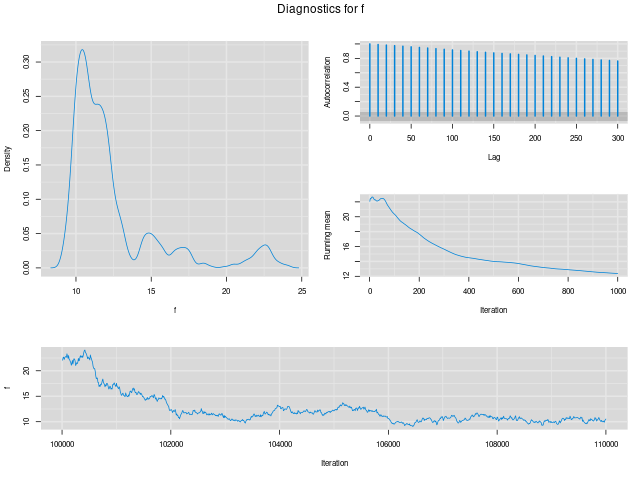 Diagnostics for f
Density
0.00 0.05 0.10 0.15 0.20 0.25 0.30
10 15 20 25
f
Autocorrelation
0.0 0.4 0.8
0 50 100 150 200 250 300
Lag
Running mean
12 14 16 20
0 200 400 600 800 1000
Iteration
f
10 15 20
100000 102000 104000 106000 108000 110000
Iteration